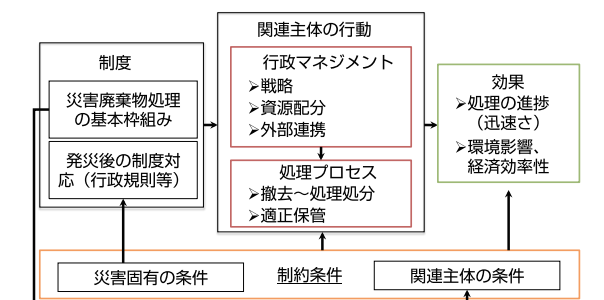 制度
災害廃棄物処理
の基本枠組み
発災後の制度対
応（行政規則等）
関連主体の行動
行政マネジメント
➢戦略
➢資源配分
➢外部連携
処理プロセス
➢撤去～処理処分
➢適正保管
効果
➢処理の進捗
（迅速さ）
➢環境影響、
経済効率性
災害固有の条件
制約条件
関連主体の条件